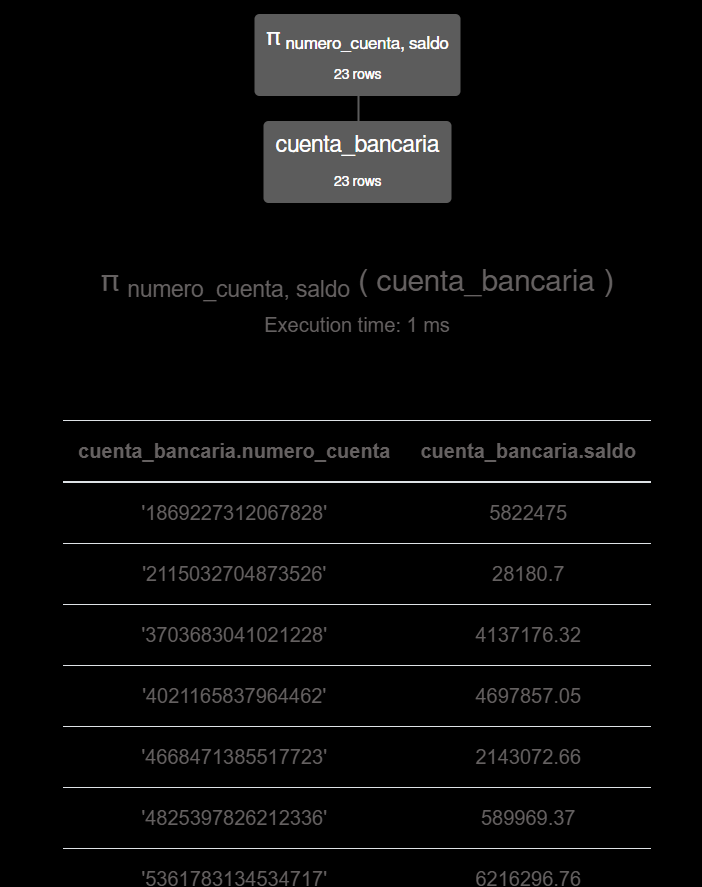 π numero_cuenta, saldo
23 rows
cuenta_bancaria
23 rows
π numero_cuenta, saldo ( cuenta_bancaria )
Execution time: 1 ms
cuenta_bancaria.numero_cuenta cuenta_bancaria.saldo
'1869227312067828' 5822475
'2115032704873526' 28180.7
'3703683041021228' 4137176.32
'4021165837964462' 4697857.05
'4668471385517723' 2143072.66
'4825397826212336' 589969.37
'5361783134534717' 6216296.76